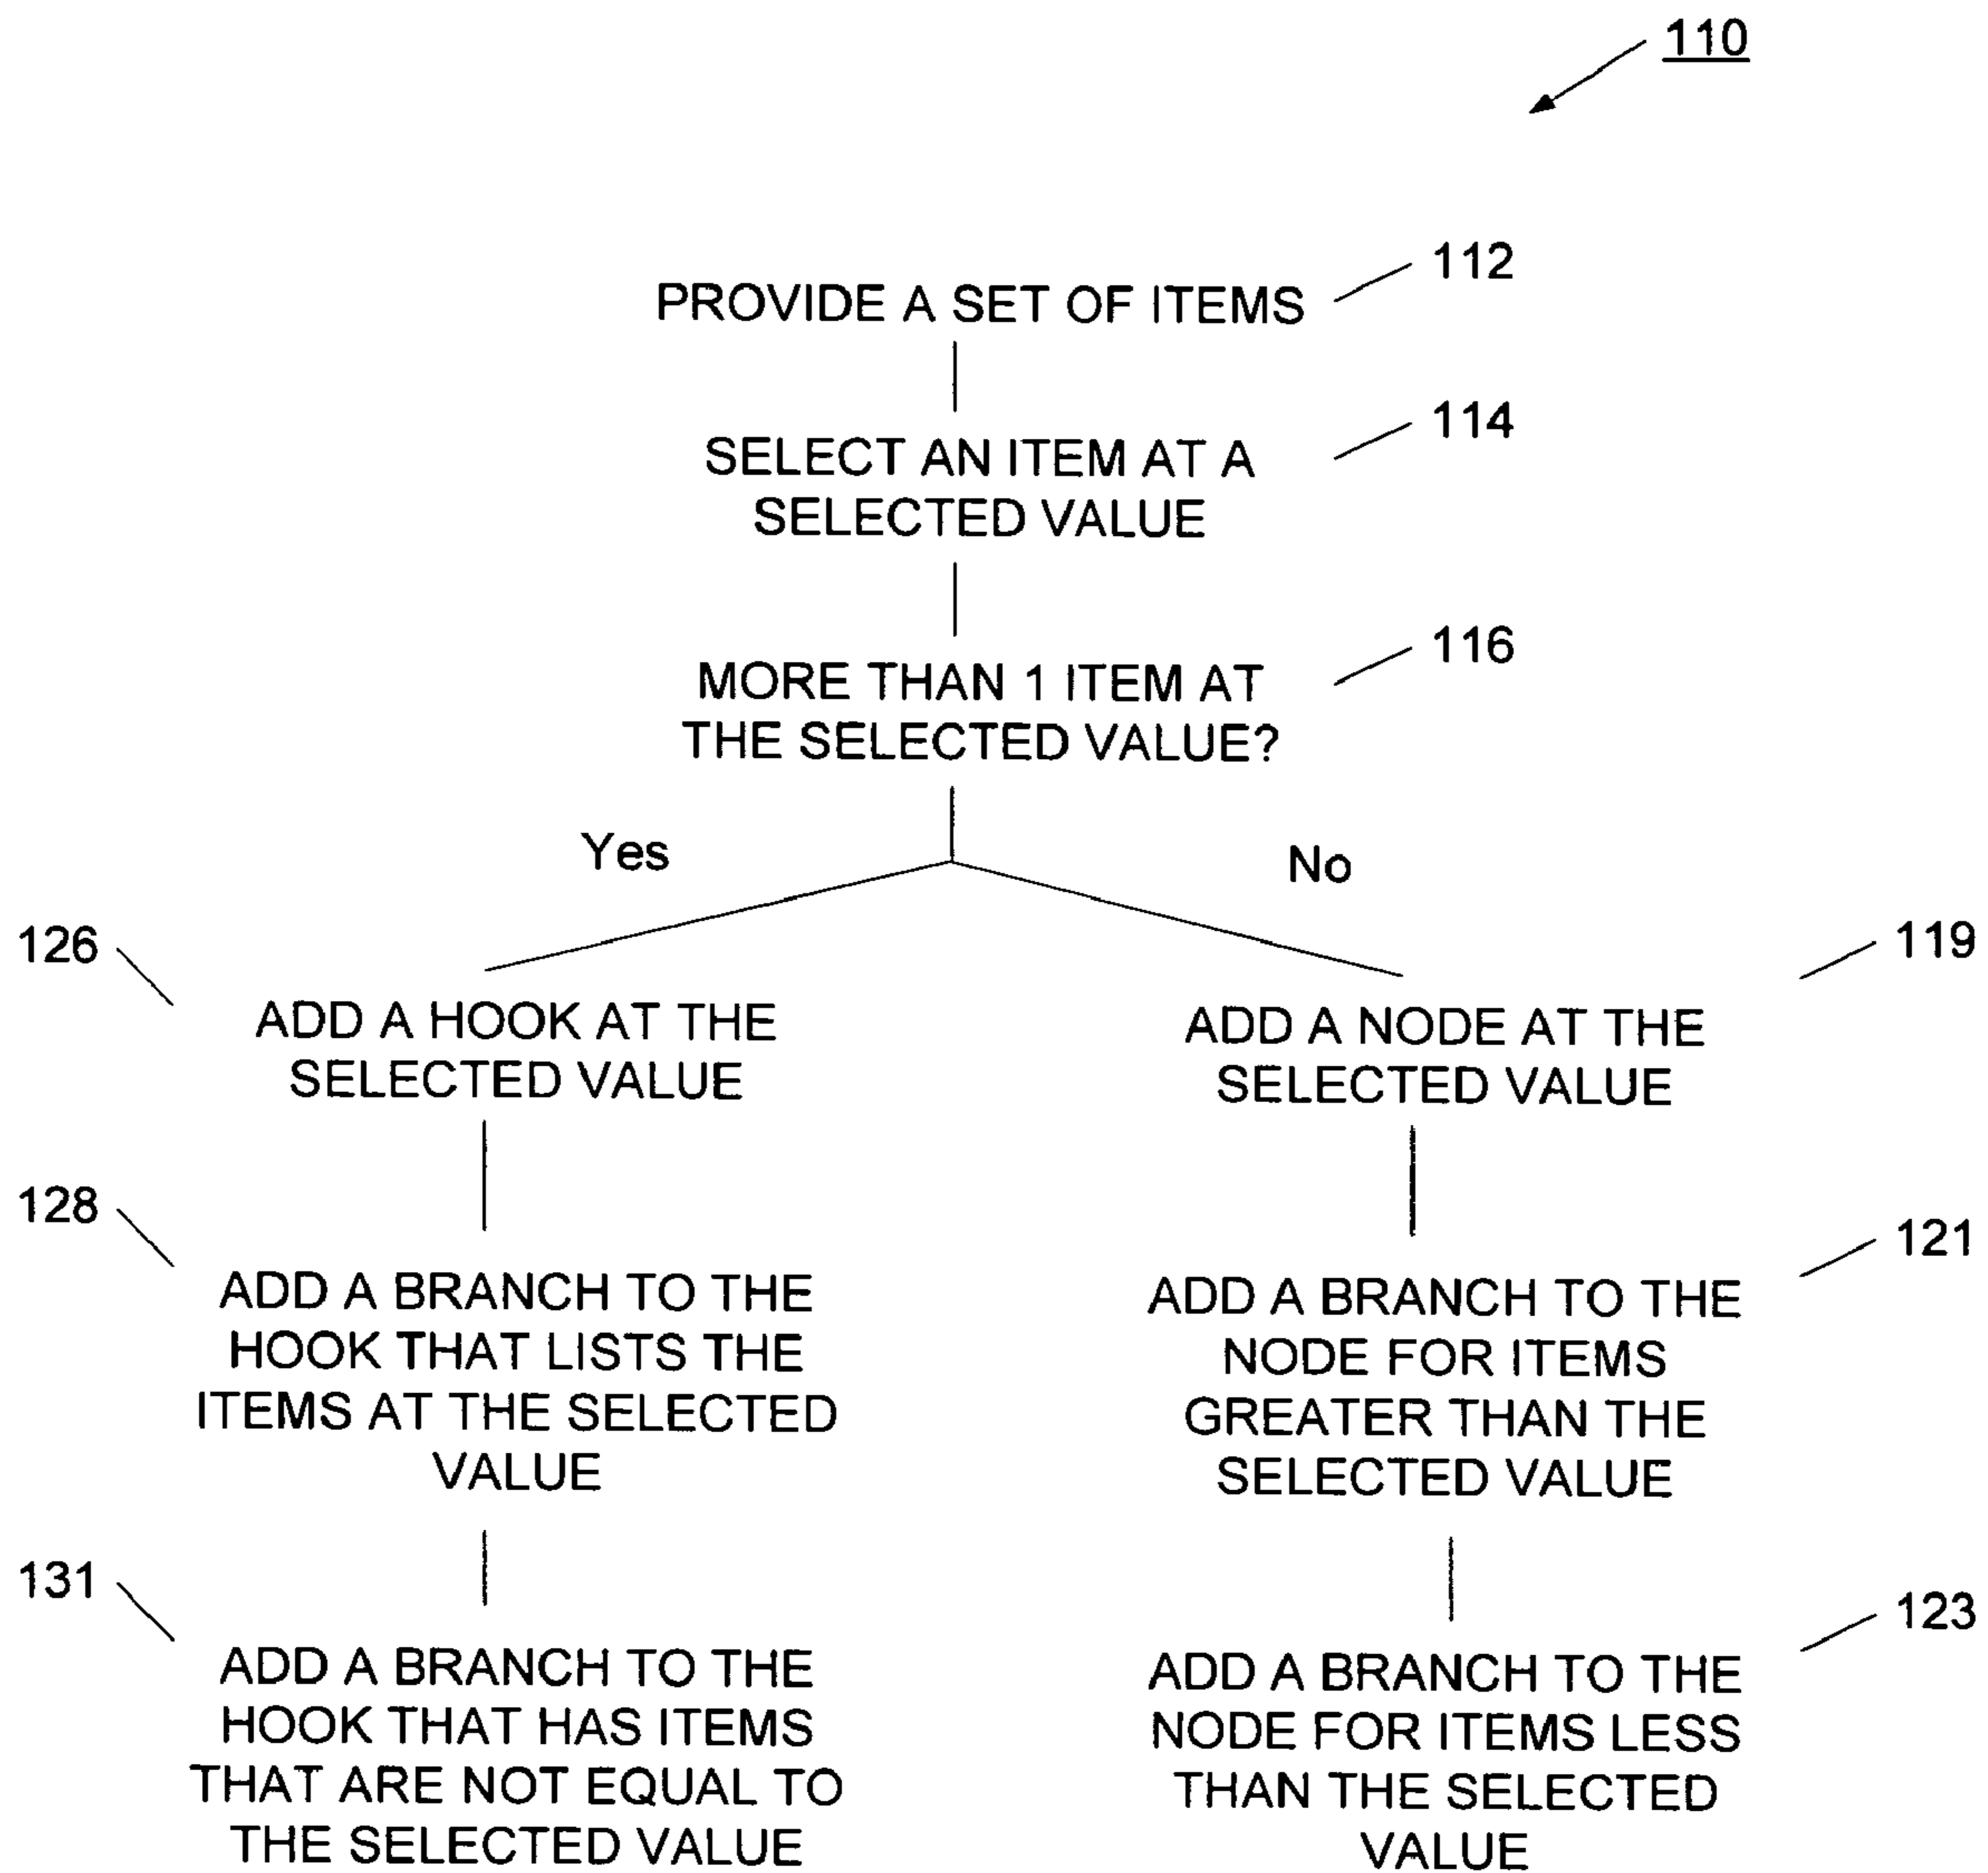 110
112
PROVIDE A SET OF ITEMS
114
SELECT AN ITEM AT A
SELECTED VALUE
116
MORE THAN 1 ITEM AT
THE SELECTED VALUE?
Yes
No
126
ADD A HOOK AT THE
SELECTED VALUE
119
ADD A NODE AT THE
SELECTED VALUE
128
ADD A BRANCH TO THE
HOOK THAT LISTS THE
ITEMS AT THE SELECTED
VALUE
121
ADD A BRANCH TO THE
NODE FOR ITEMS
GREATER THAN THE
SELECTED VALUE
131
ADD A BRANCH TO THE
HOOK THAT HAS ITEMS
THAT ARE NOT EQUAL TO
THE SELECTED VALUE
123
ADD A BRANCH TO THE
NODE FOR ITEMS LESS
THAN THE SELECTED
VALUE